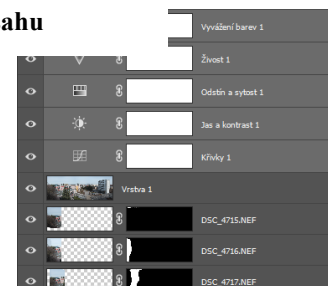 sahu
Vyvážení barev 1
Živost 1
Odstín a sytost 1
Jas a kontrast 1
Křivky 1
Vrstva 1
DSC_4715.NEF
DSC_4716.NEF
DSC_4717.NEF